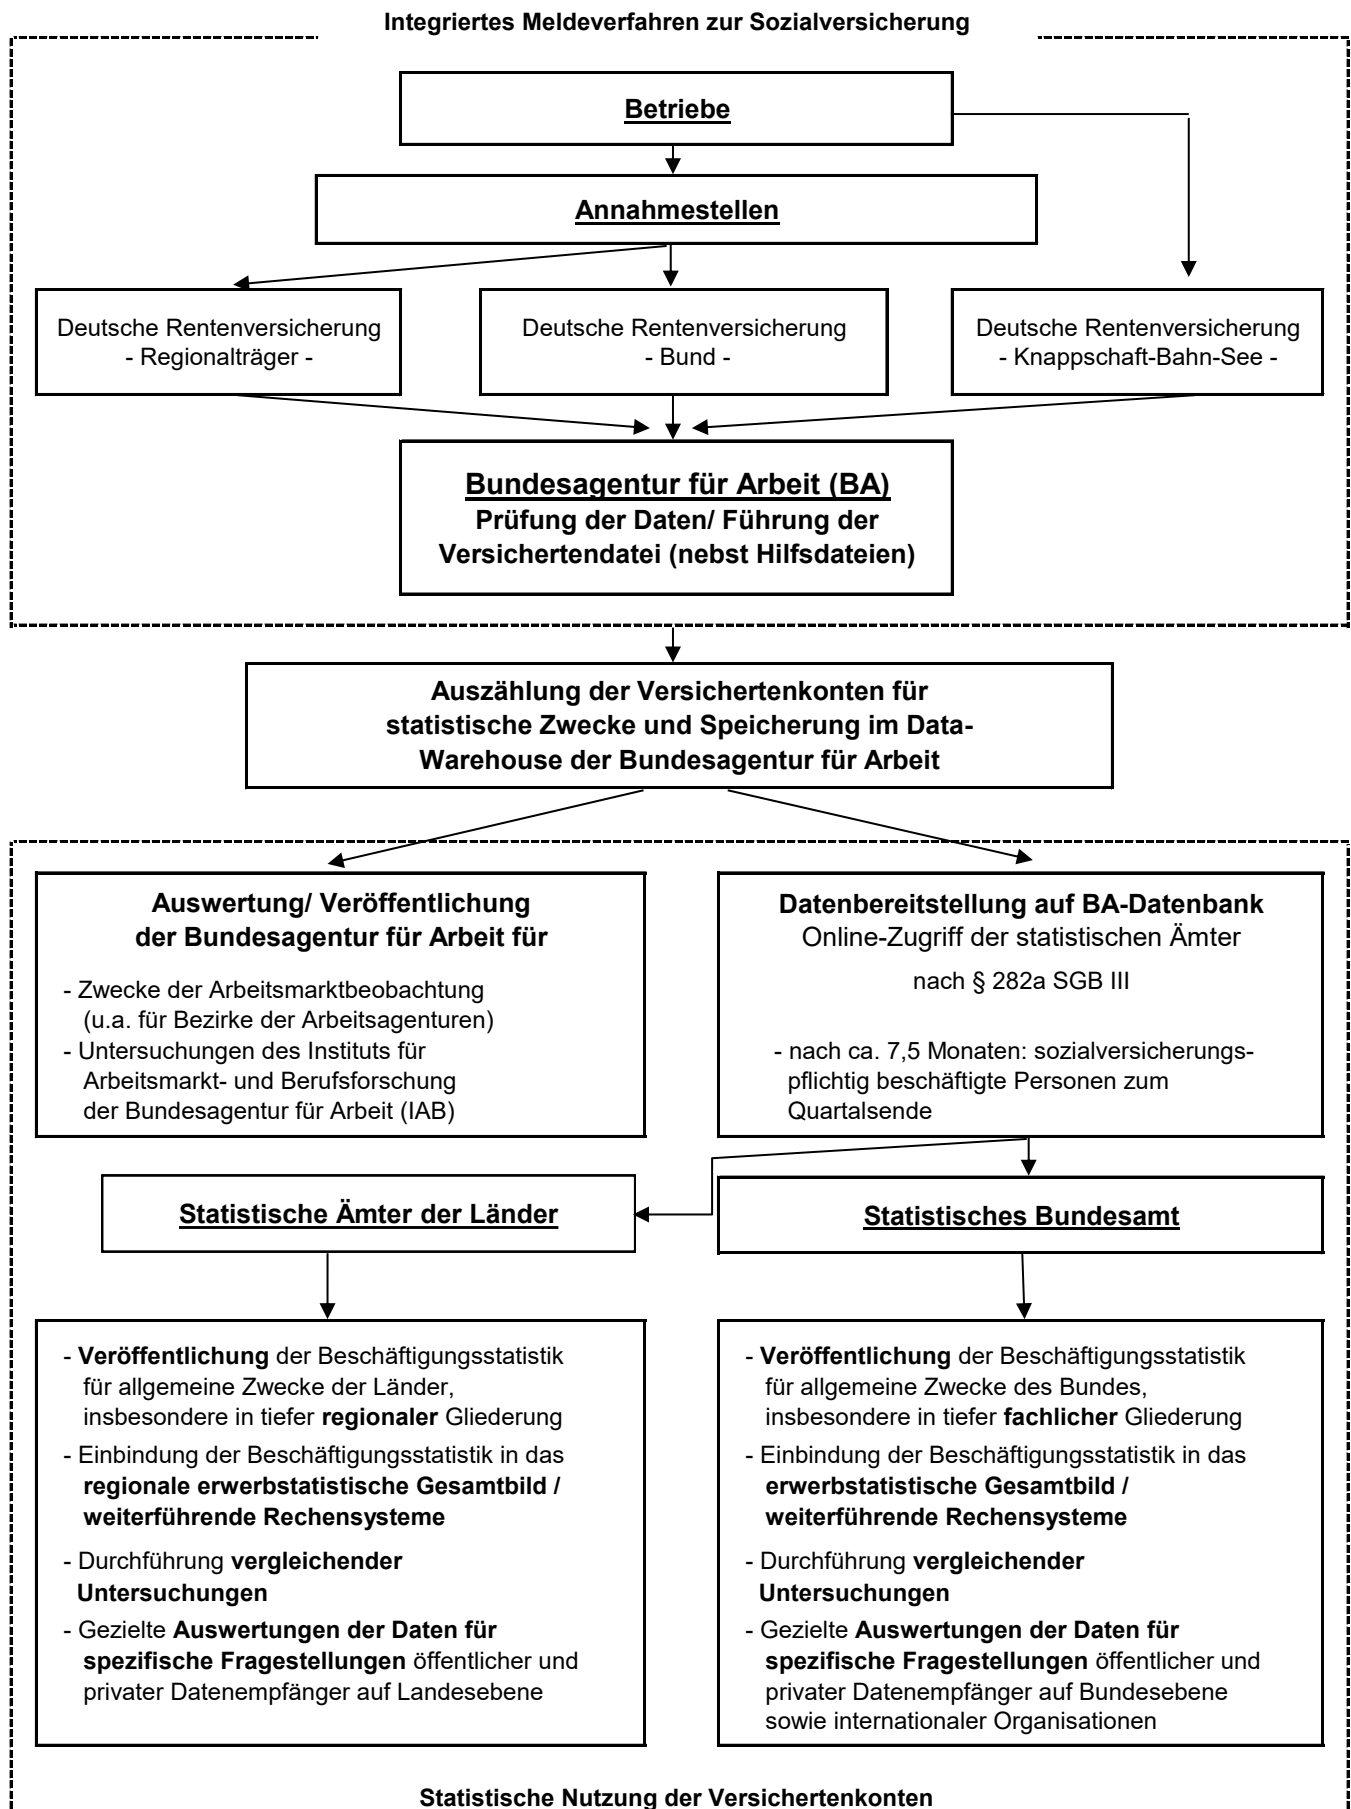 Integriertes Meldeverfahren zur Sozialversicherung
Betriebe
Annahmestellen
Deutsche Rentenversicherung
- Regionalträger -
Deutsche Rentenversicherung
- Bund -
Deutsche Rentenversicherung
- Knappschaft-Bahn-See -
Bundesagentur für Arbeit (BA)
Prüfung der Daten/ Führung der
Versichertendatei (nebst Hilfsdateien)
Auszählung der Versichertenkonten für
statistische Zwecke und Speicherung im Data-
Warehouse der Bundesagentur für Arbeit
Auswertung/ Veröffentlichung
der Bundesagentur für Arbeit für
- Zwecke der Arbeitsmarktbeobachtung
(u.a. für Bezirke der Arbeitsagenturen)
- Untersuchungen des Instituts für
Arbeitsmarkt- und Berufsforschung
der Bundesagentur für Arbeit (IAB)
Datenbereitstellung auf BA-Datenbank
Online-Zugriff der statistischen Ämter
nach § 282a SGB III
- nach ca. 7,5 Monaten: sozialversicherungs-
pflichtig beschäftigte Personen zum
Quartalsende
Statistische Ämter der Länder
Statistisches Bundesamt
- Veröffentlichung der Beschäftigungsstatistik
für allgemeine Zwecke der Länder,
insbesondere in tiefer regionaler Gliederung
- Einbindung der Beschäftigungsstatistik in das
regionale erwerbstatistische Gesamtbild /
weiterführende Rechensysteme
- Durchführung vergleichender
Untersuchungen
- Gezielte Auswertungen der Daten für
spezifische Fragestellungen öffentlicher und
privater Datenempfänger auf Landesebene
- Veröffentlichung der Beschäftigungsstatistik
für allgemeine Zwecke des Bundes,
insbesondere in tiefer fachlicher Gliederung
- Einbindung der Beschäftigungsstatistik in das
erwerbstatistische Gesamtbild /
weiterführende Rechensysteme
- Durchführung vergleichender
Untersuchungen
- Gezielte Auswertungen der Daten für
spezifische Fragestellungen öffentlicher und
privater Datenempfänger auf Bundesebene
sowie internationaler Organisationen
Statistische Nutzung der Versichertenkonten